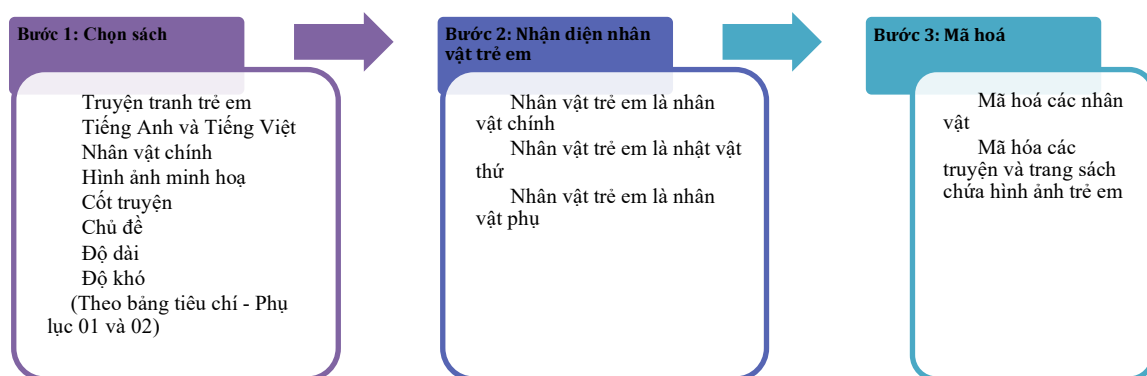 Bước 1: Chọn sách
Truyện tranh trẻ em
Tiếng Anh và Tiếng Việt
Nhân vật chính
Hình ảnh minh hoạ
Cốt truyện
Chủ đề
Độ dài
Độ khó
(Theo bảng tiêu chí - Phụ
lục 01 và 02)
Bước 2: Nhận diện nhân
vật trẻ em
Nhân vật trẻ em là nhân
vật chính
Nhân vật trẻ em là nhật vật
thứ
Nhân vật trẻ em là nhân
vật phụ
Bước 3: Mã hoá
Mã hoá các nhân
vật
Mã hóa các
truyện và trang sách
chứa hình ảnh trẻ em